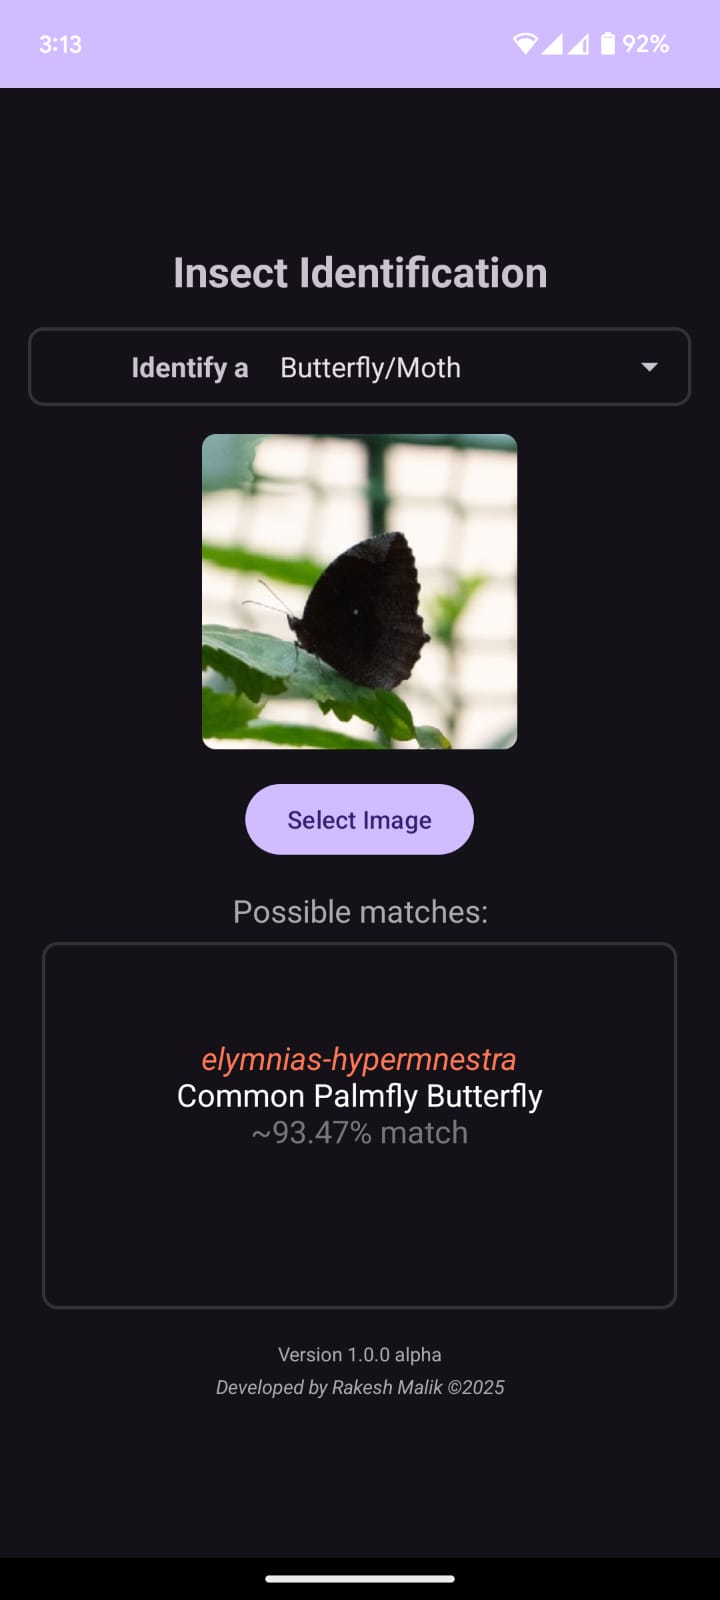 3:13
92%
Insect Identification
Identify a Butterfly/Moth
Select Image
Possible matches:
elymnias-hypermnestra
Common Palmfly Butterfly
~93.47% match
Version 1.0.0 alpha
Developed by Rakesh Malik ©2025